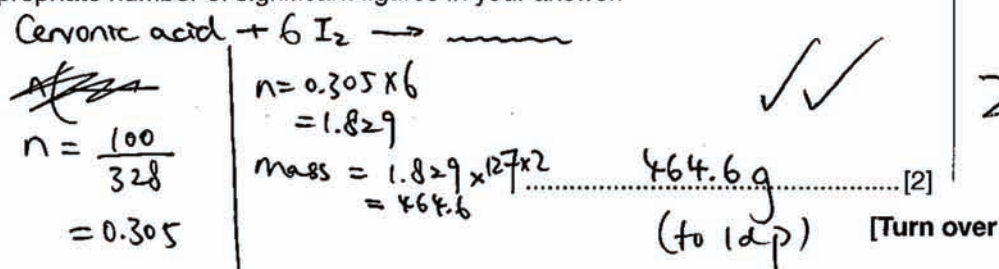 propriate number of significant figures in your answer.
Cervonic acid + 6 I₂ →
n = 100/328
= 0.305
n = 0.305 x 6
= 1.829
mass = 1.829 x 127 x 2
= 464.6
464.6 g [2]
(to 1dp)
[Turn over